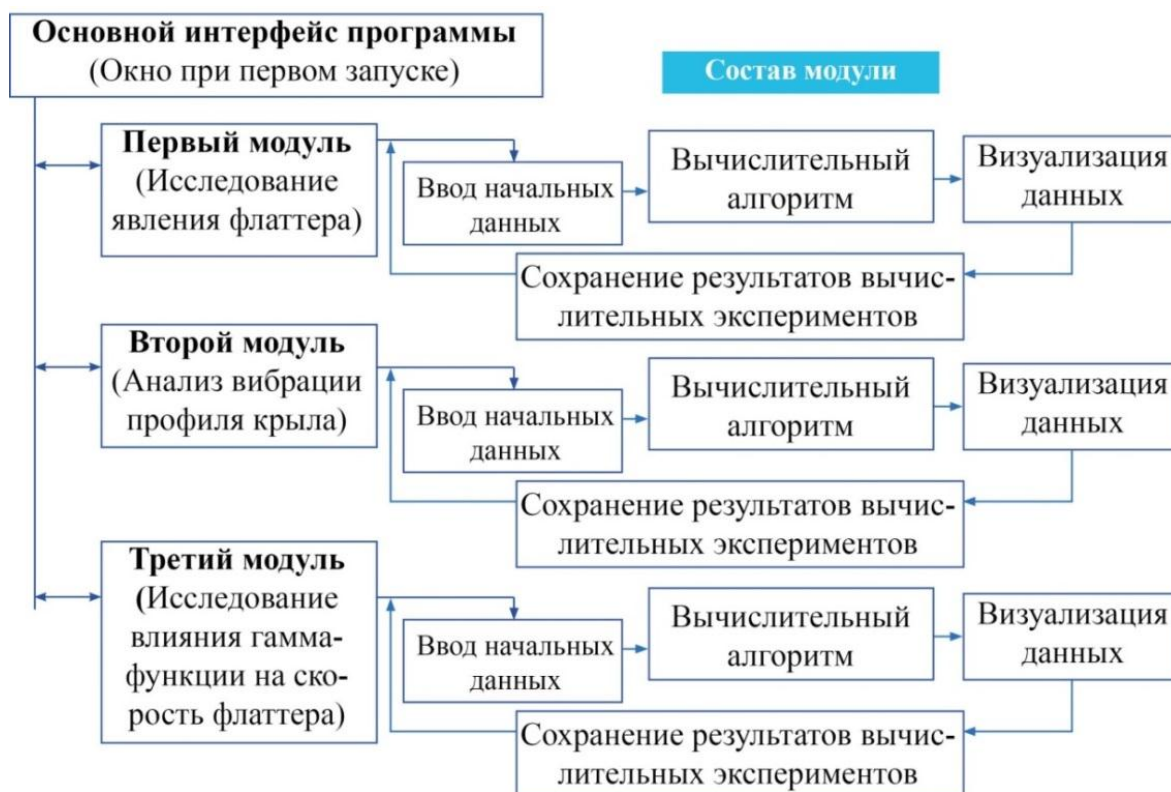 Основной интерфейс программы
(Окно при первом запуске)
Состав модули
Первый модуль
(Исследование
явления флаттера)
Ввод начальных
данных
Вычислительный
алгоритм
Визуализация
данных
Сохранение результатов вычис-
лительных экспериментов
Второй модуль
(Анализ вибрации
профиля крыла)
Ввод начальных
данных
Вычислительный
алгоритм
Визуализация
данных
Сохранение результатов вычис-
лительных экспериментов
Третий модуль
(Исследование
влияния гамма-
функции на ско-
рость флаттера)
Ввод начальных
данных
Вычислительный
алгоритм
Визуализация
данных
Сохранение результатов вычис-
лительных экспериментов